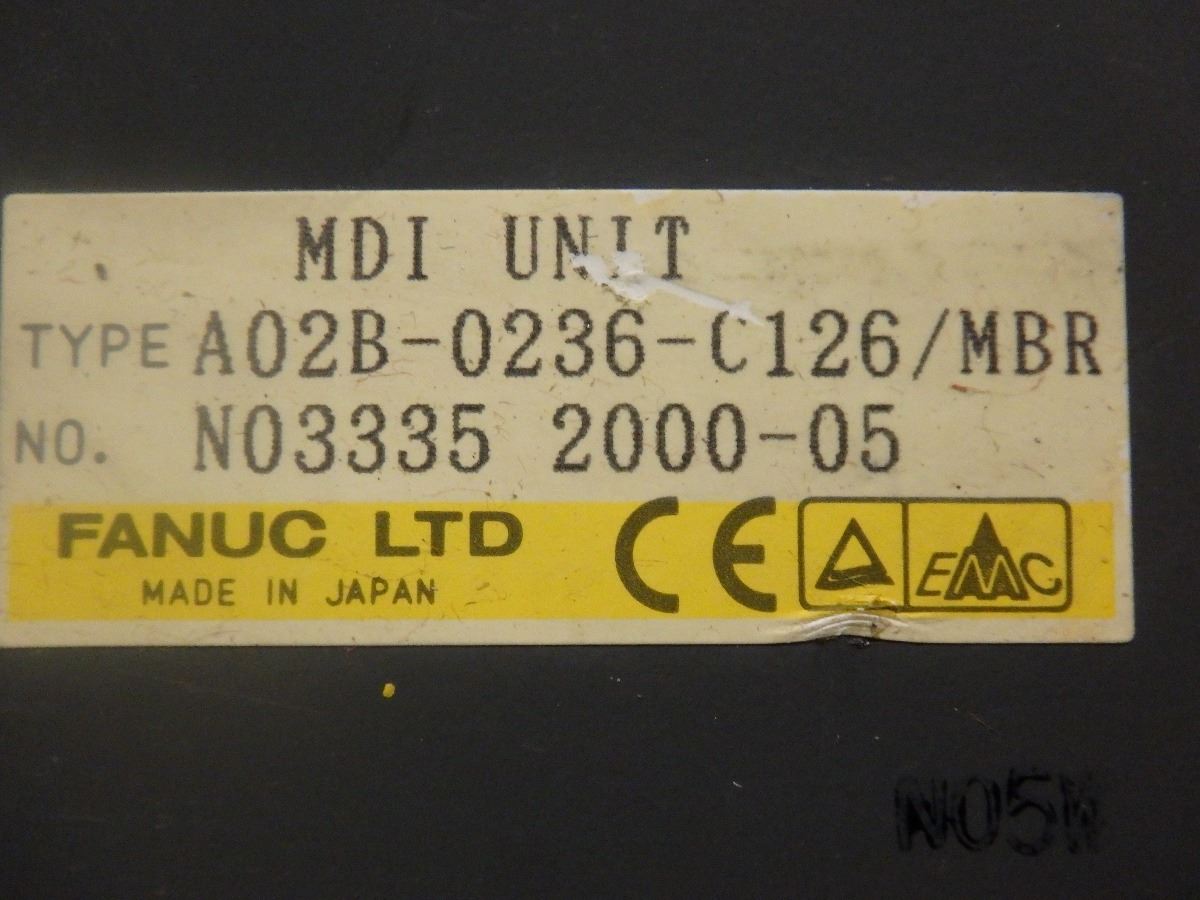 MDI UNIT
TYPE A02B-0236-C126/MBR
NO. N03335 2000-05
FANUC LTD
MADE IN JAPAN
CE
EMC